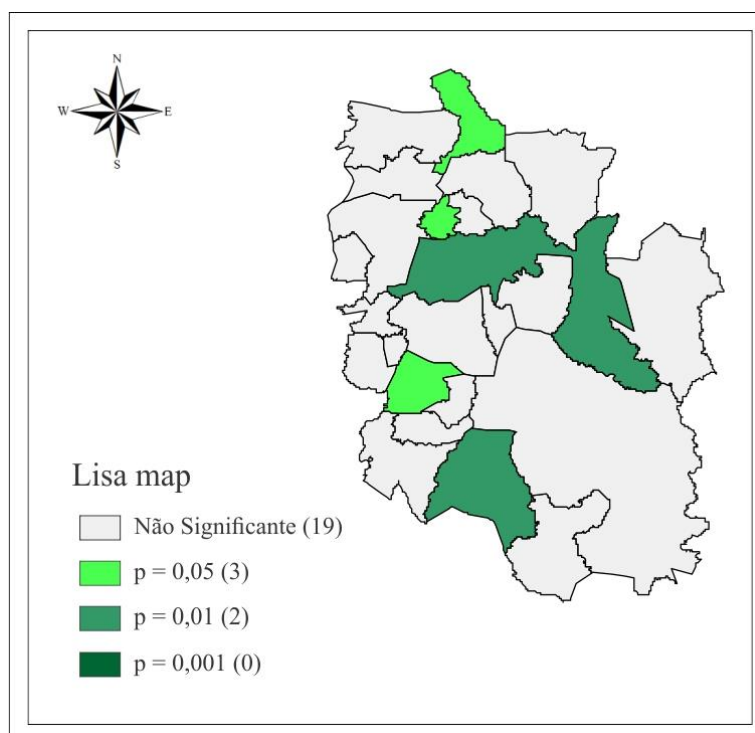 N
W E
S
Lisa map
Não Significante (19)
p = 0,05 (3)
p = 0,01 (2)
p = 0,001 (0)